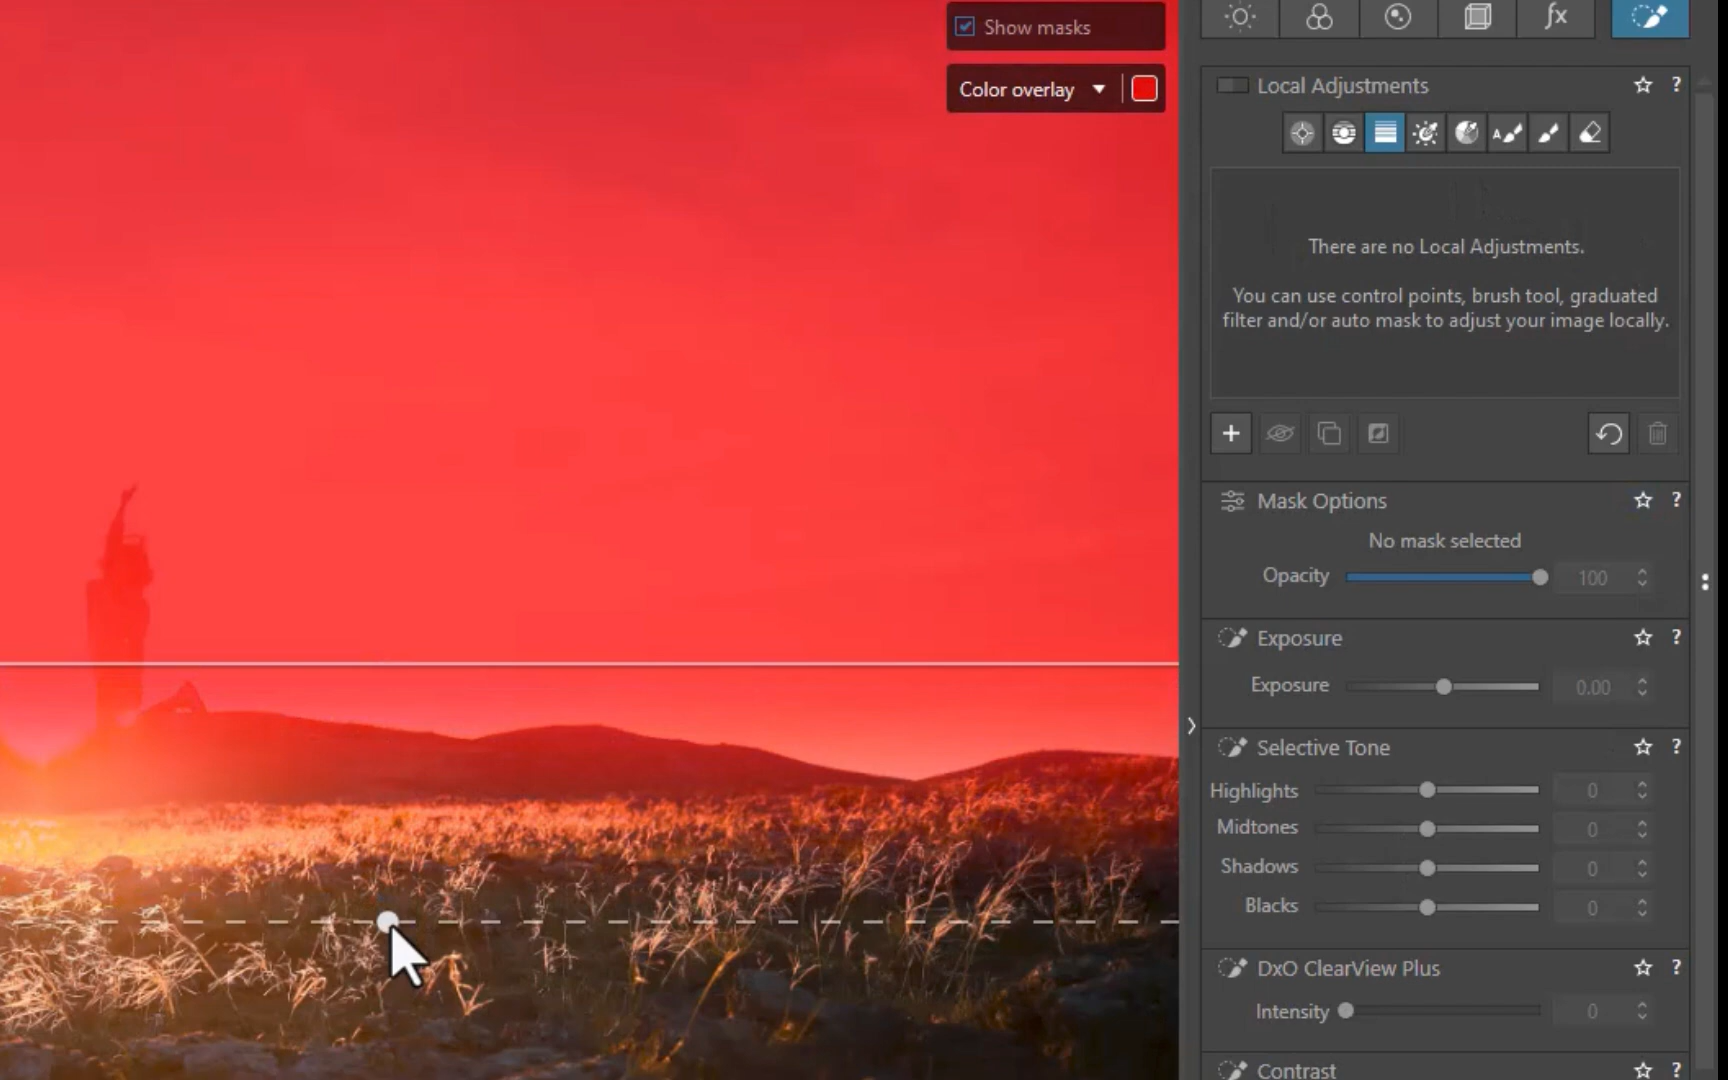 Show masks
Color overlay
fx
Local Adjustments
?
A
There are no Local Adjustments.
You can use control points, brush tool, graduated
filter and/or auto mask to adjust your image locally.
Mask Options
?
No mask selected
Opacity
100
Exposure
?
Exposure
0.00
Selective Tone
?
Highlights
0
Midtones
0
Shadows
0
Blacks
0
DxO ClearView Plus
?
Intensity
0
Contrast
?